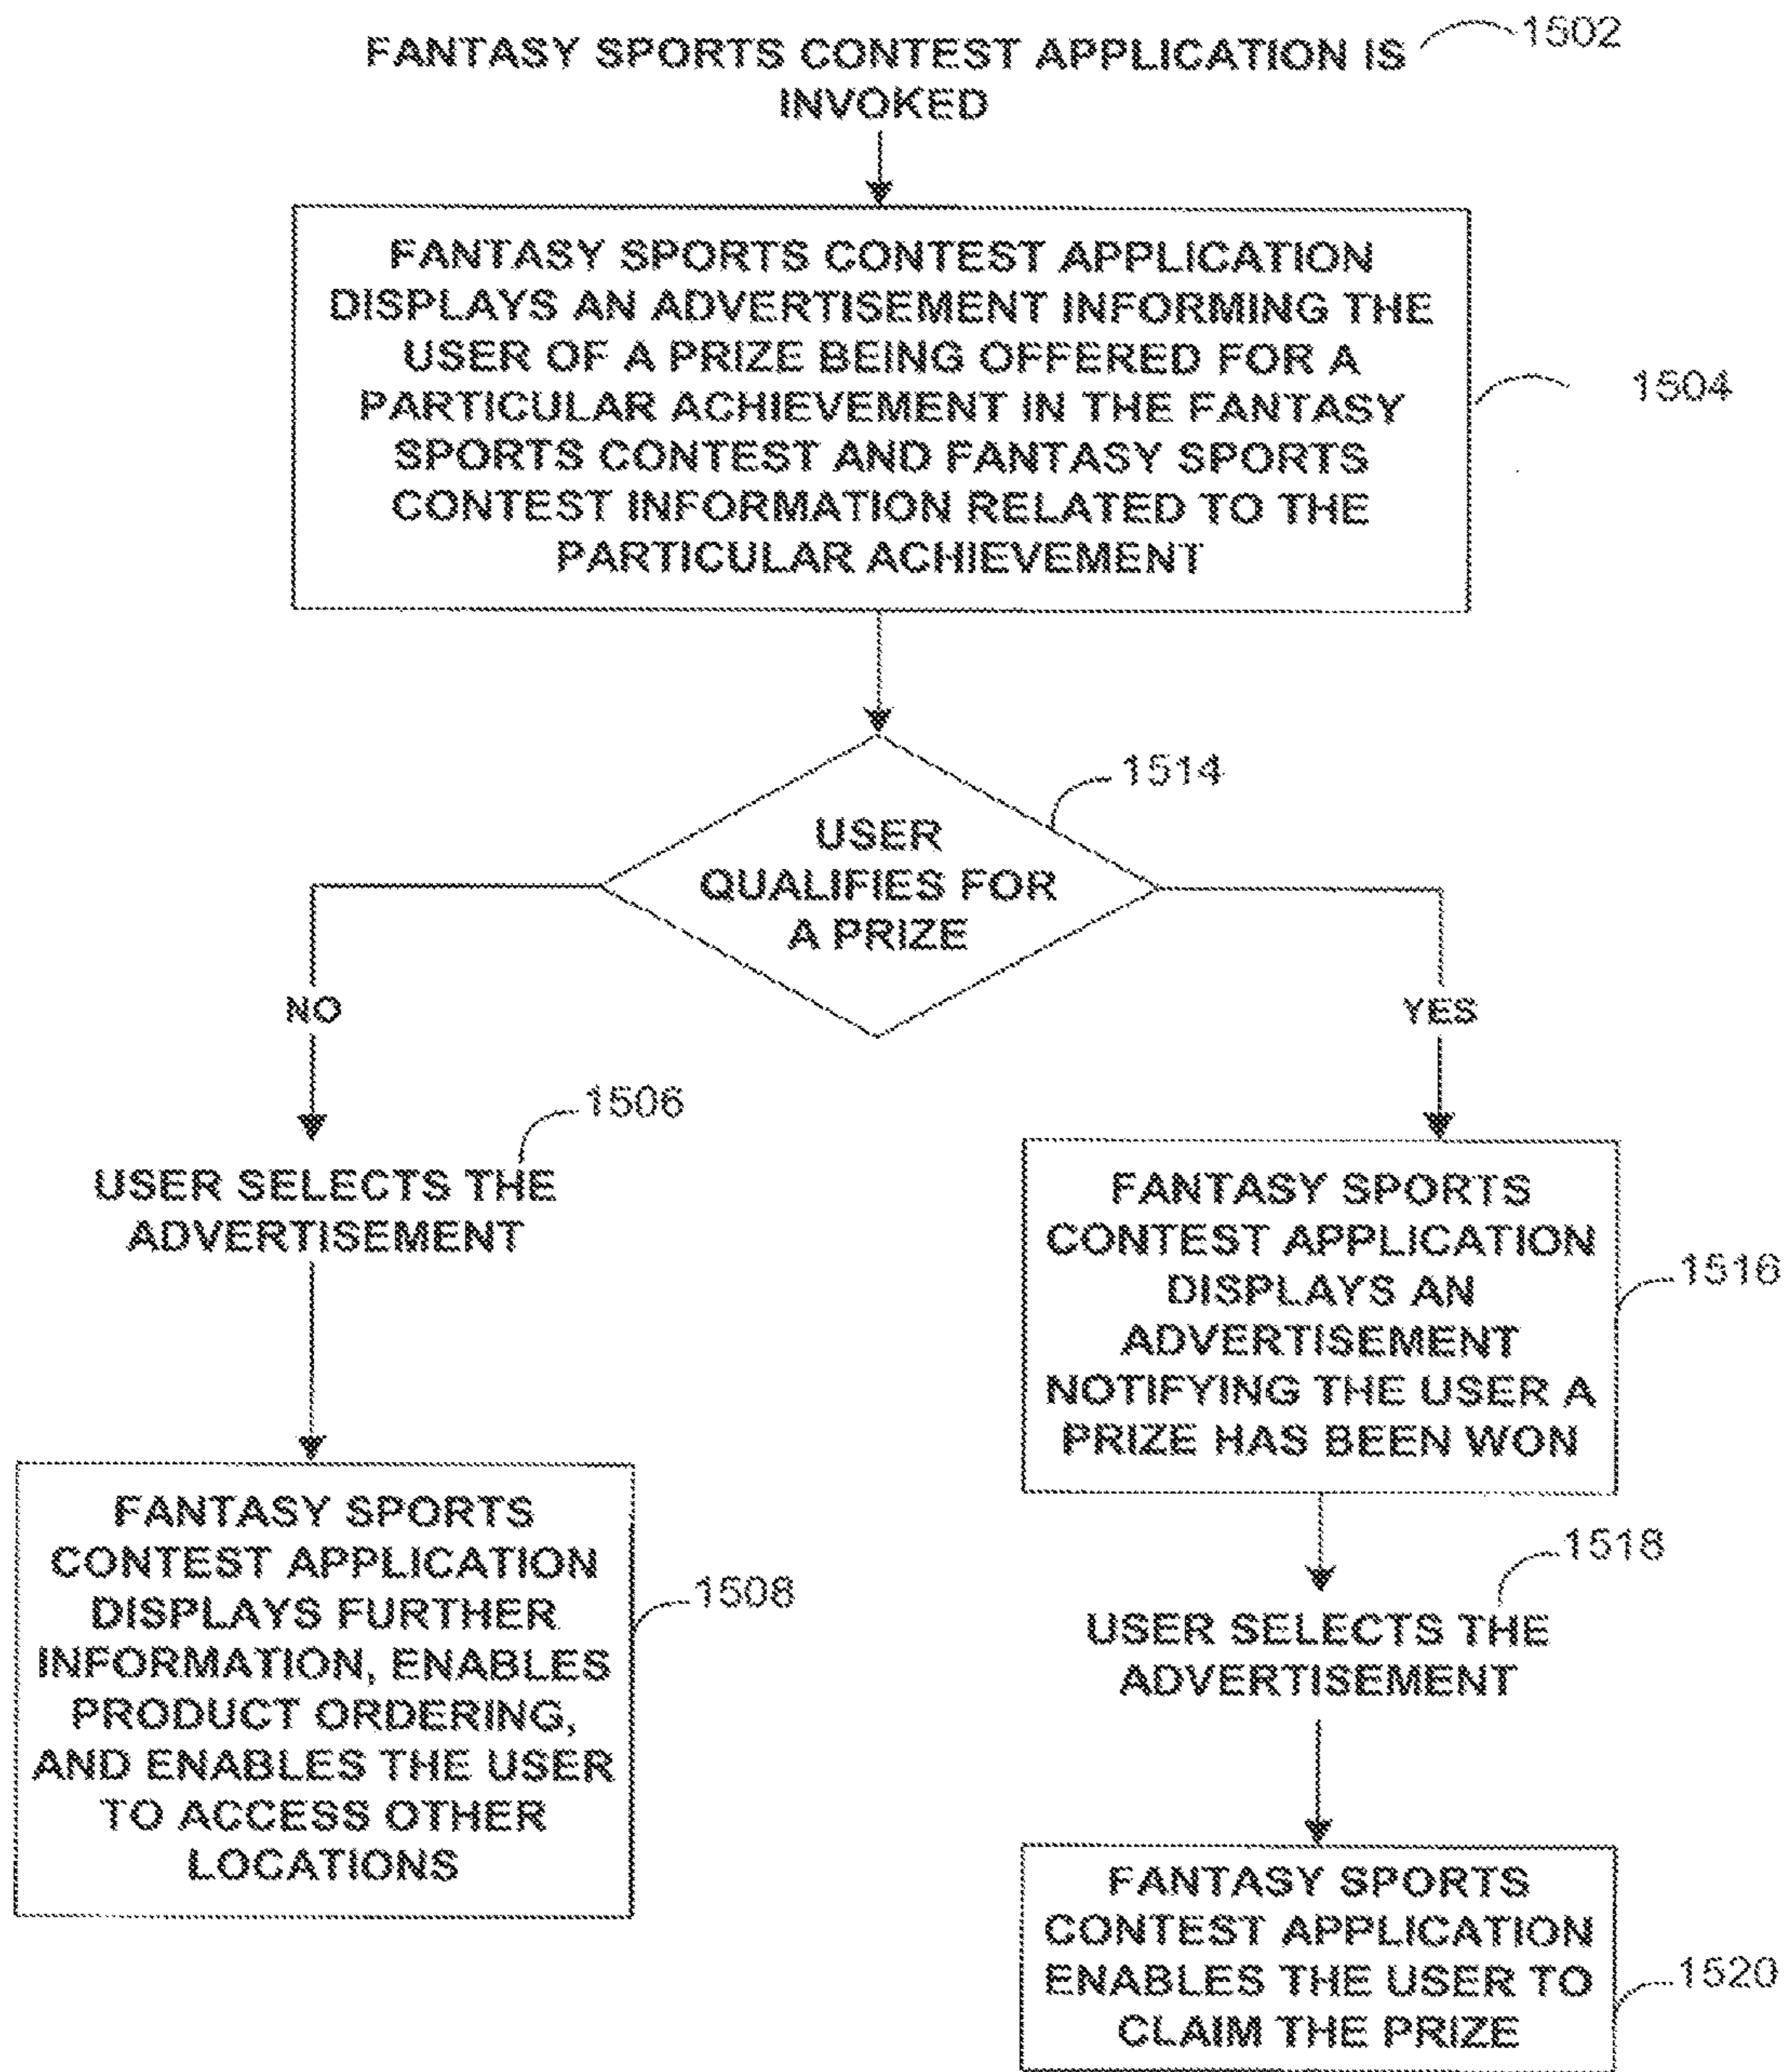 FANTASY SPORTS CONTEST APPLICATION IS
INVOKED
1502
FANTASY SPORTS CONTEST APPLICATION
DISPLAYS AN ADVERTISEMENT INFORMING THE
USER OF A PRIZE BEING OFFERED FOR A
PARTICULAR ACHIEVEMENT IN THE FANTASY
SPORTS CONTEST AND FANTASY SPORTS
CONTEST INFORMATION RELATED TO THE
PARTICULAR ACHIEVEMENT
1504
USER
QUALIFIES FOR
A PRIZE
1514
NO
YES
USER SELECTS THE
ADVERTISEMENT
1506
FANTASY SPORTS
CONTEST APPLICATION
DISPLAYS FURTHER
INFORMATION, ENABLES
PRODUCT ORDERING,
AND ENABLES THE USER
TO ACCESS OTHER
LOCATIONS
1508
FANTASY SPORTS
CONTEST APPLICATION
DISPLAYS AN
ADVERTISEMENT
NOTIFYING THE USER A
PRIZE HAS BEEN WON
1516
USER SELECTS THE
ADVERTISEMENT
1518
FANTASY SPORTS
CONTEST APPLICATION
ENABLES THE USER TO
CLAIM THE PRIZE
1520